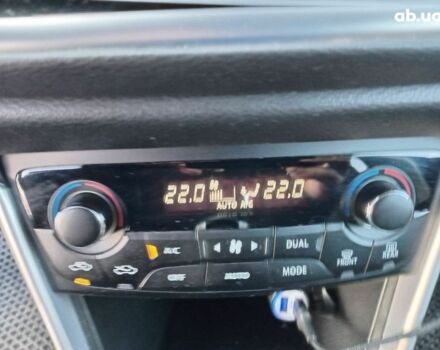 ab.ua
22.0 22.0
AUTO A/C
A/C DUAL
OFF AUTO MODE
FRONT
REAR